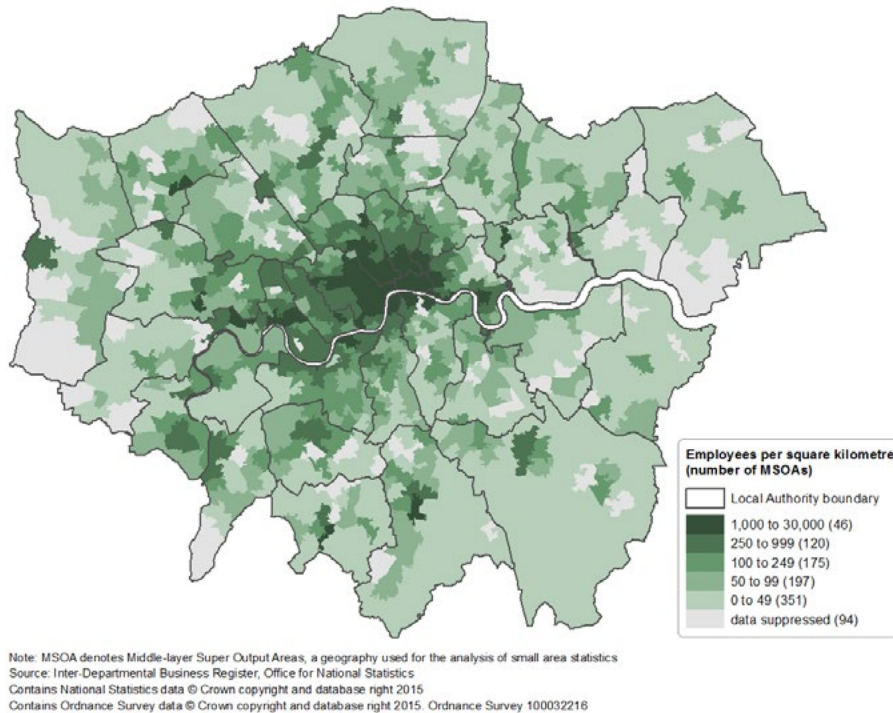 Employees per square kilometre
(number of MSOAs)
Local Authority boundary
1,000 to 30,000 (46)
250 to 999 (120)
100 to 249 (175)
50 to 99 (197)
0 to 49 (351)
data suppressed (94)
Note: MSOA denotes Middle-layer Super Output Areas, a geography used for the analysis of small area statistics
Source: Inter-Departmental Business Register, Office for National Statistics
Contains National Statistics data © Crown copyright and database right 2015
Contains Ordnance Survey data © Crown copyright and database right 2015. Ordnance Survey 100032216